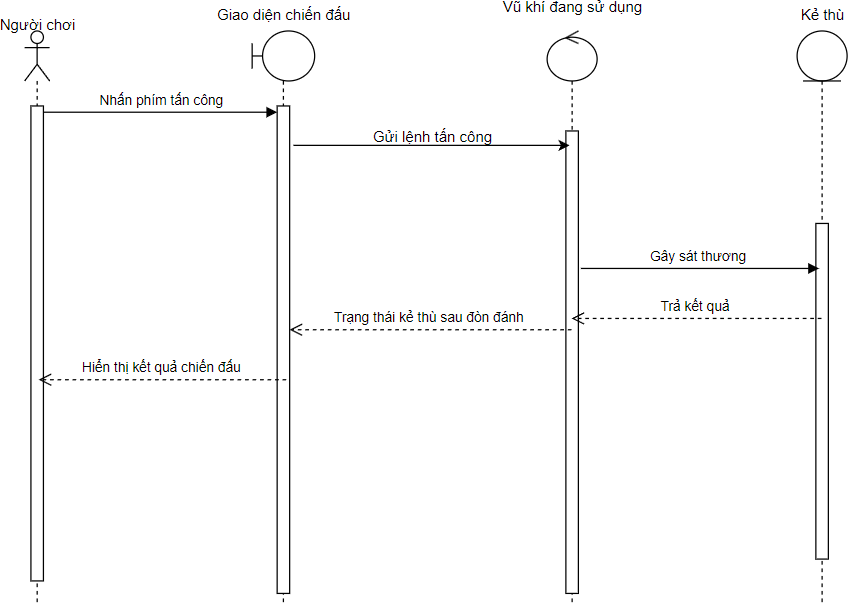 Người chơi
Giao diện chiến đấu
Vũ khí đang sử dụng
Kẻ thù
Nhấn phím tấn công
Gửi lệnh tấn công
Gây sát thương
Trả kết quả
Trạng thái kẻ thù sau đòn đánh
Hiển thị kết quả chiến đấu